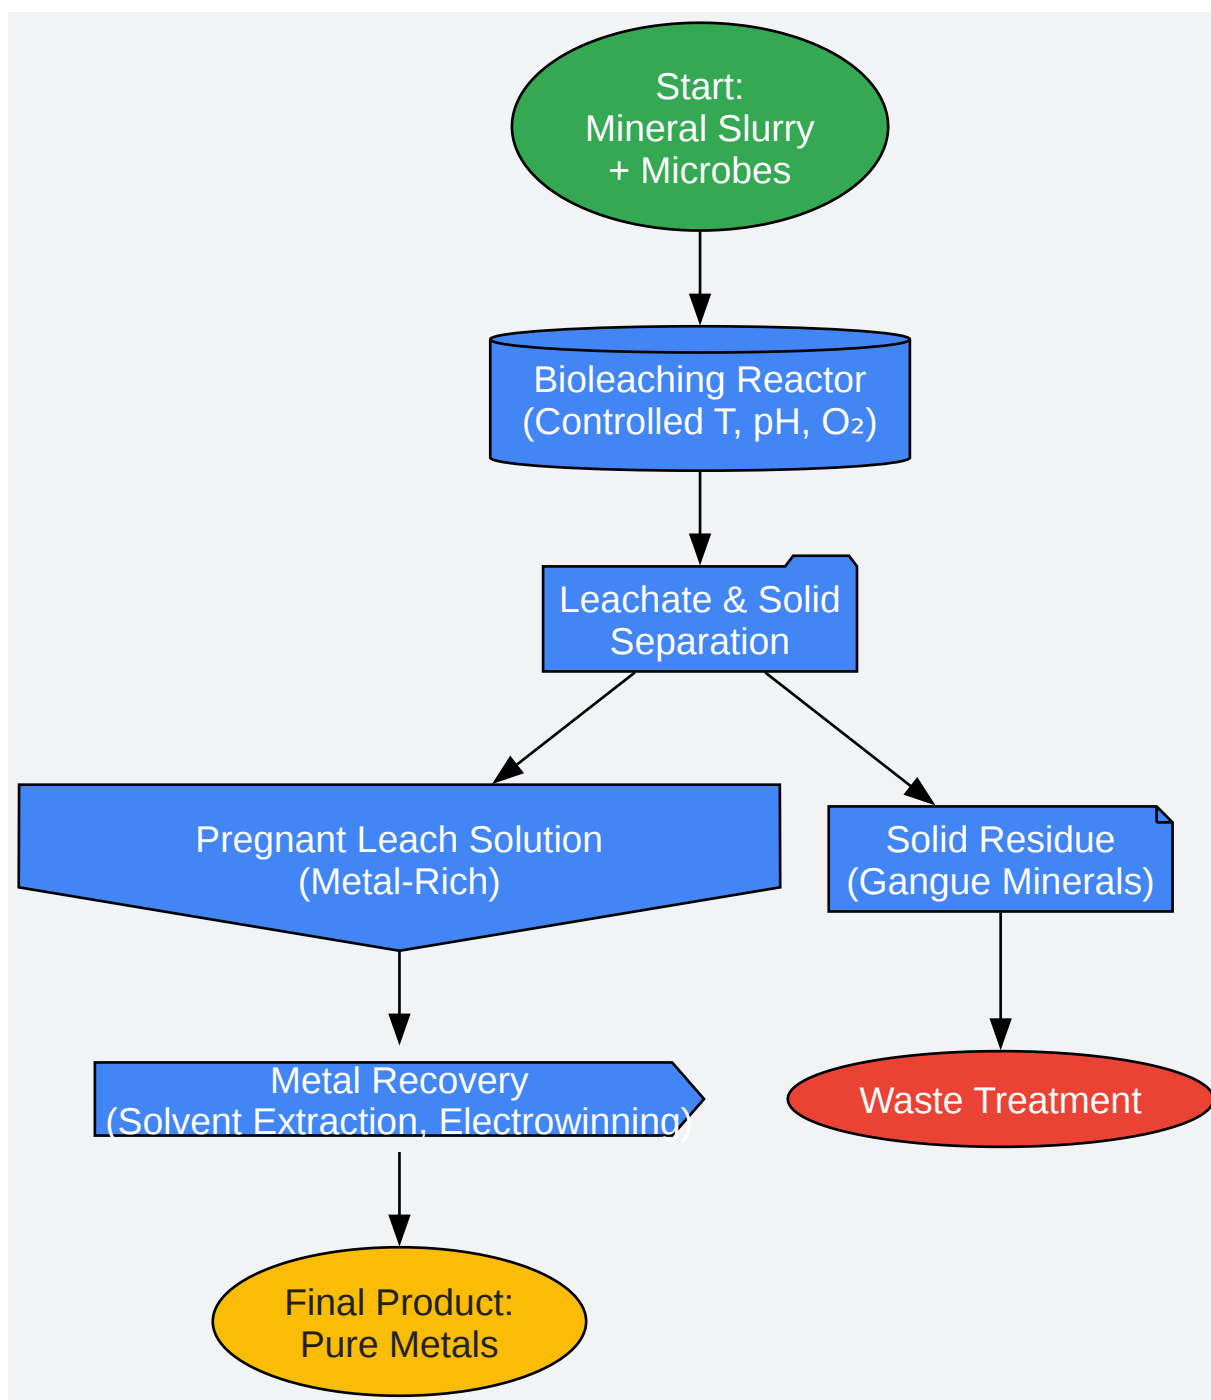 Start:
Mineral Slurry
+ Microbes
Bioleaching Reactor
(Controlled T, pH, O₂)
Leachate & Solid
Separation
Pregnant Leach Solution
(Metal-Rich)
Solid Residue
(Gangue Minerals)
Metal Recovery
(Solvent Extraction, Electrowinning)
Waste Treatment
Final Product:
Pure Metals